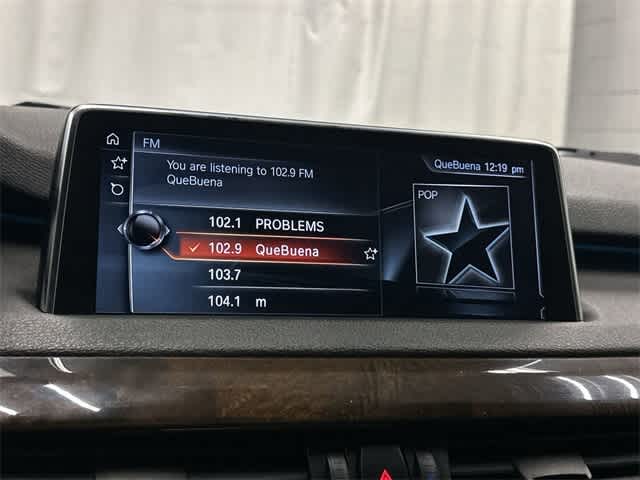 FM
QueBuena 12:19 pm
You are listening to 102.9 FM
QueBuena
POP
102.1 PROBLEMS
102.9 QueBuena
103.7
104.1 m